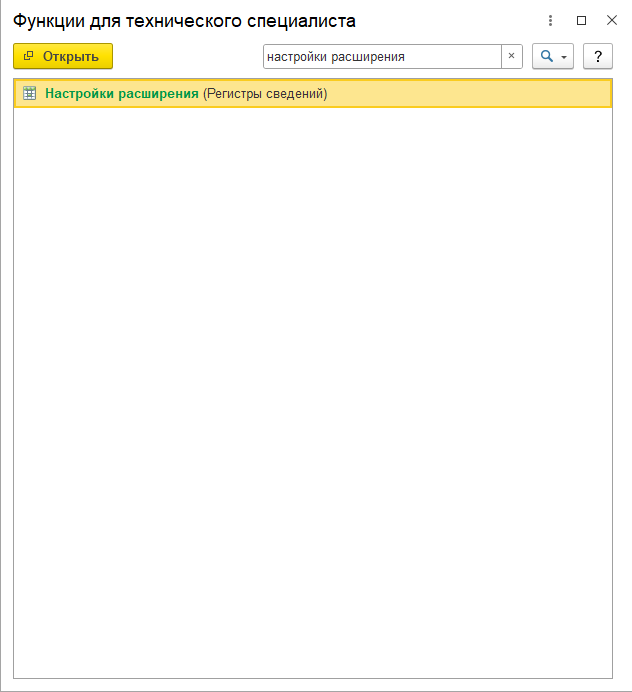 Функции для технического специалиста
Открыть
настройки расширения
?
Настройки расширения (Регистры сведений)